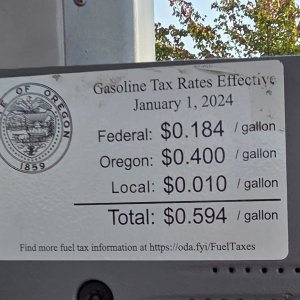 Gasoline Tax Rates Effective
January 1, 2024
Federal: $0.184 / gallon
Oregon: $0.400 / gallon
Local: $0.010 / gallon
Total: $0.594 / gallon
Find more fuel tax information at https://oda.fyi/FuelTaxes
OF OREGON
1859